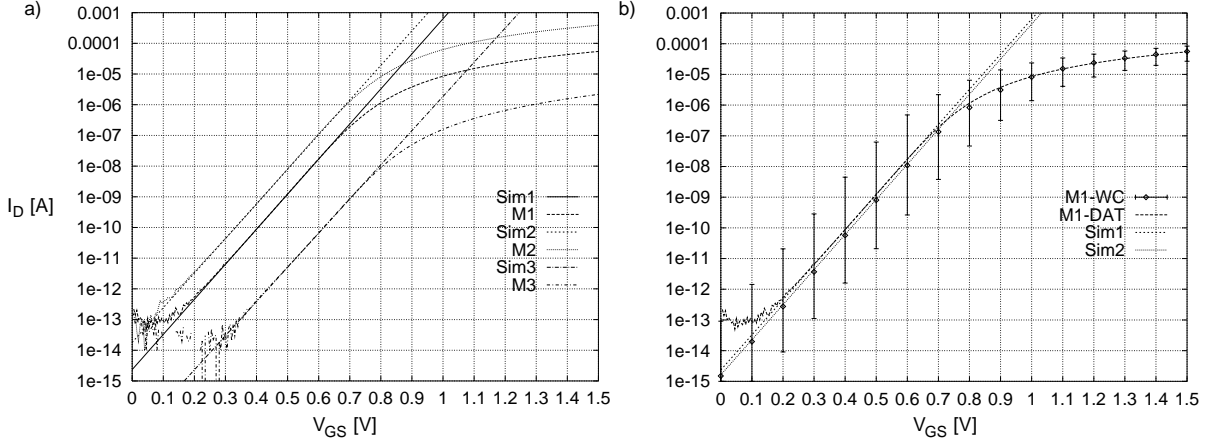 a)
0.001
0.0001
1e-05
1e-06
1e-07
1e-08
1e-09
1e-10
1e-11
1e-12
1e-13
1e-14
1e-15
I_D [A]
Sim1
M1
Sim2
M2
Sim3
M3
0 0.1 0.2 0.3 0.4 0.5 0.6 0.7 0.8 0.9 1.0 1.1 1.2 1.3 1.4 1.5
V_GS [V]
b)
0.001
0.0001
1e-05
1e-06
1e-07
1e-08
1e-09
1e-10
1e-11
1e-12
1e-13
1e-14
1e-15
M1-WC
M1-DAT
Sim1
Sim2
0 0.1 0.2 0.3 0.4 0.5 0.6 0.7 0.8 0.9 1.0 1.1 1.2 1.3 1.4 1.5
V_GS [V]